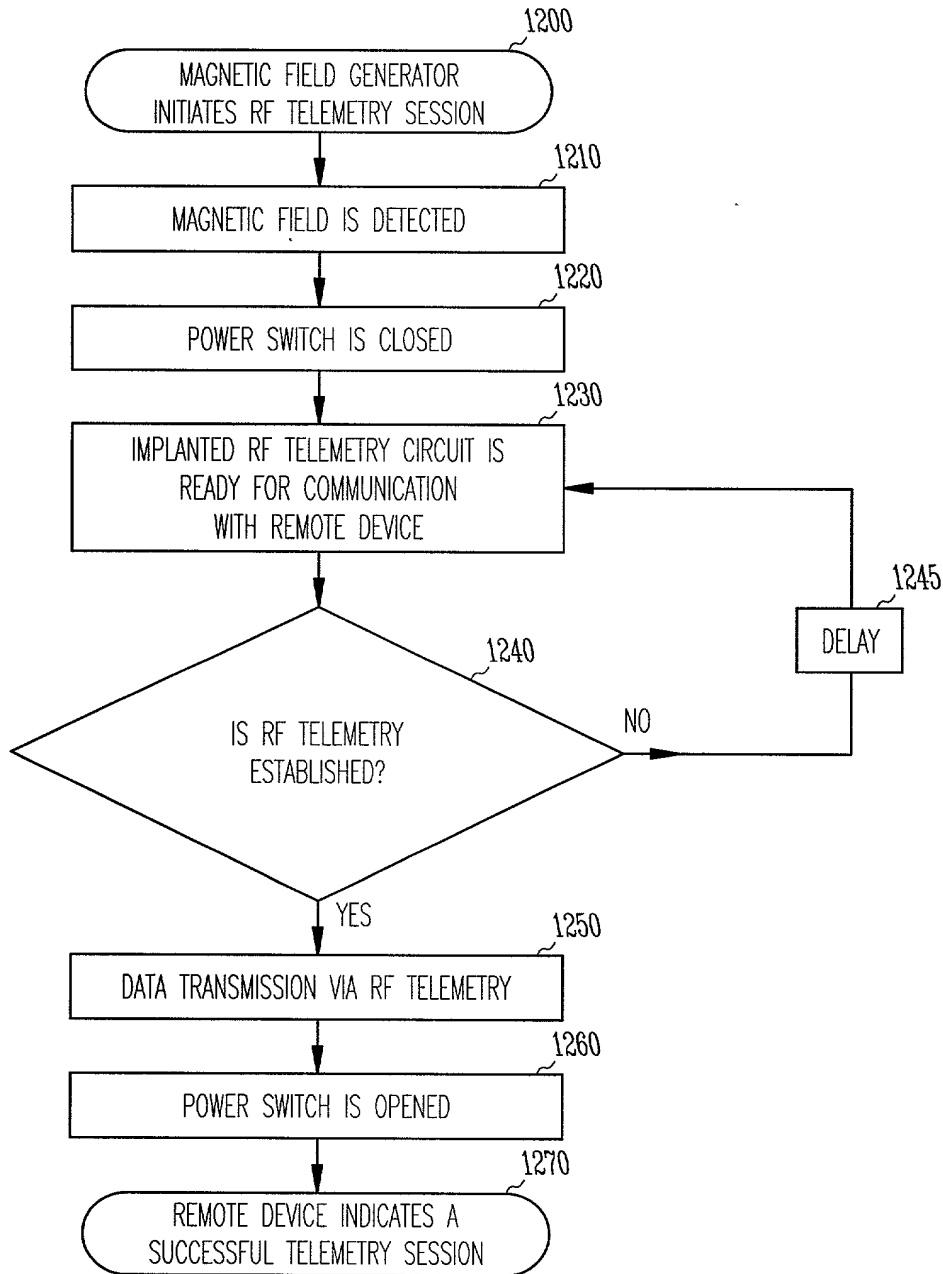 1200
MAGNETIC FIELD GENERATOR
INITIATES RF TELEMETRY SESSION
1210
MAGNETIC FIELD IS DETECTED
1220
POWER SWITCH IS CLOSED
1230
IMPLANTED RF TELEMETRY CIRCUIT IS
READY FOR COMMUNICATION
WITH REMOTE DEVICE
1245
DELAY
1240
IS RF TELEMETRY
ESTABLISHED?
NO
YES
1250
DATA TRANSMISSION VIA RF TELEMETRY
1260
POWER SWITCH IS OPENED
1270
REMOTE DEVICE INDICATES A
SUCCESSFUL TELEMETRY SESSION